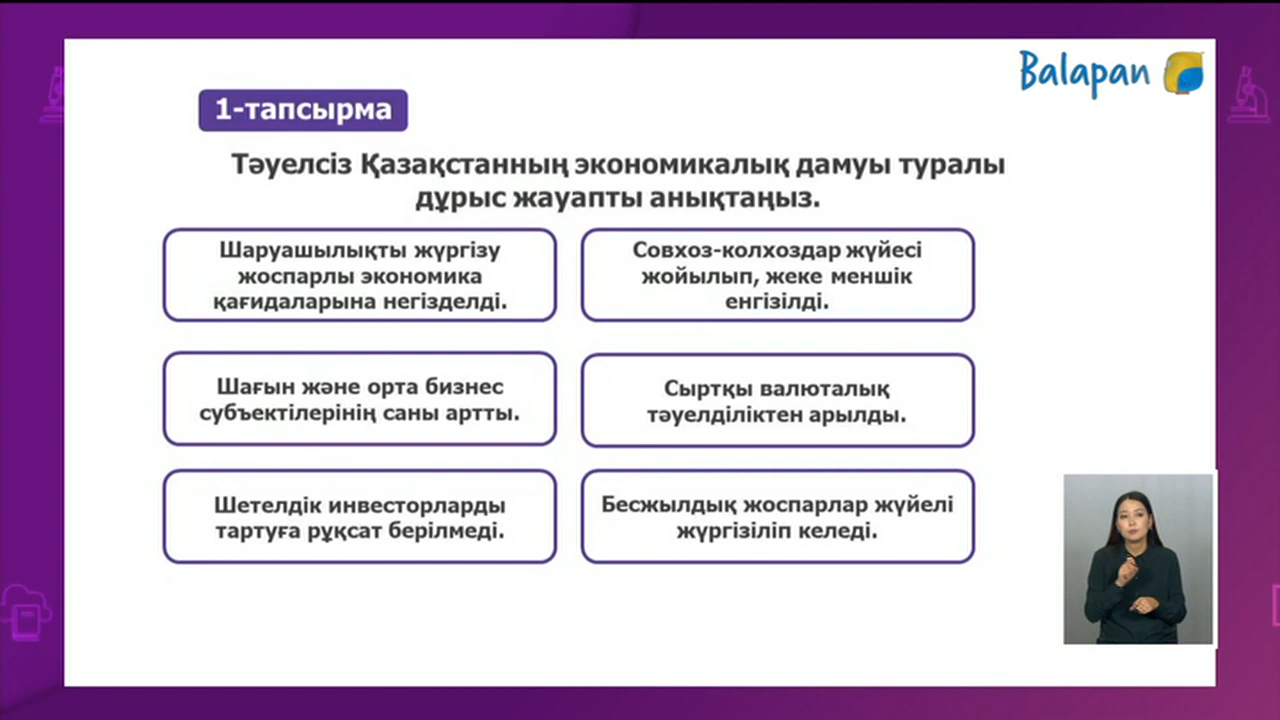 Balapan
1-тапсырма
Тәуелсіз Қазақстанның экономикалық дамуы туралы
дұрыс жауапты анықтаңыз.
Шаруашылықты жүргізу
жоспарлы экономика
қағидаларына негізделді.
Совхоз-колхоздар жүйесі
жойылып, жеке меншік
енгізілді.
Шағын және орта бизнес
субъектілерінің саны артты.
Сыртқы валюталық
тәуелділіктен арылды.
Шетелдік инвесторларды
тартуға рұқсат берілмеді.
Бесжылдық жоспарлар жүйелі
жүргізіліп келеді.